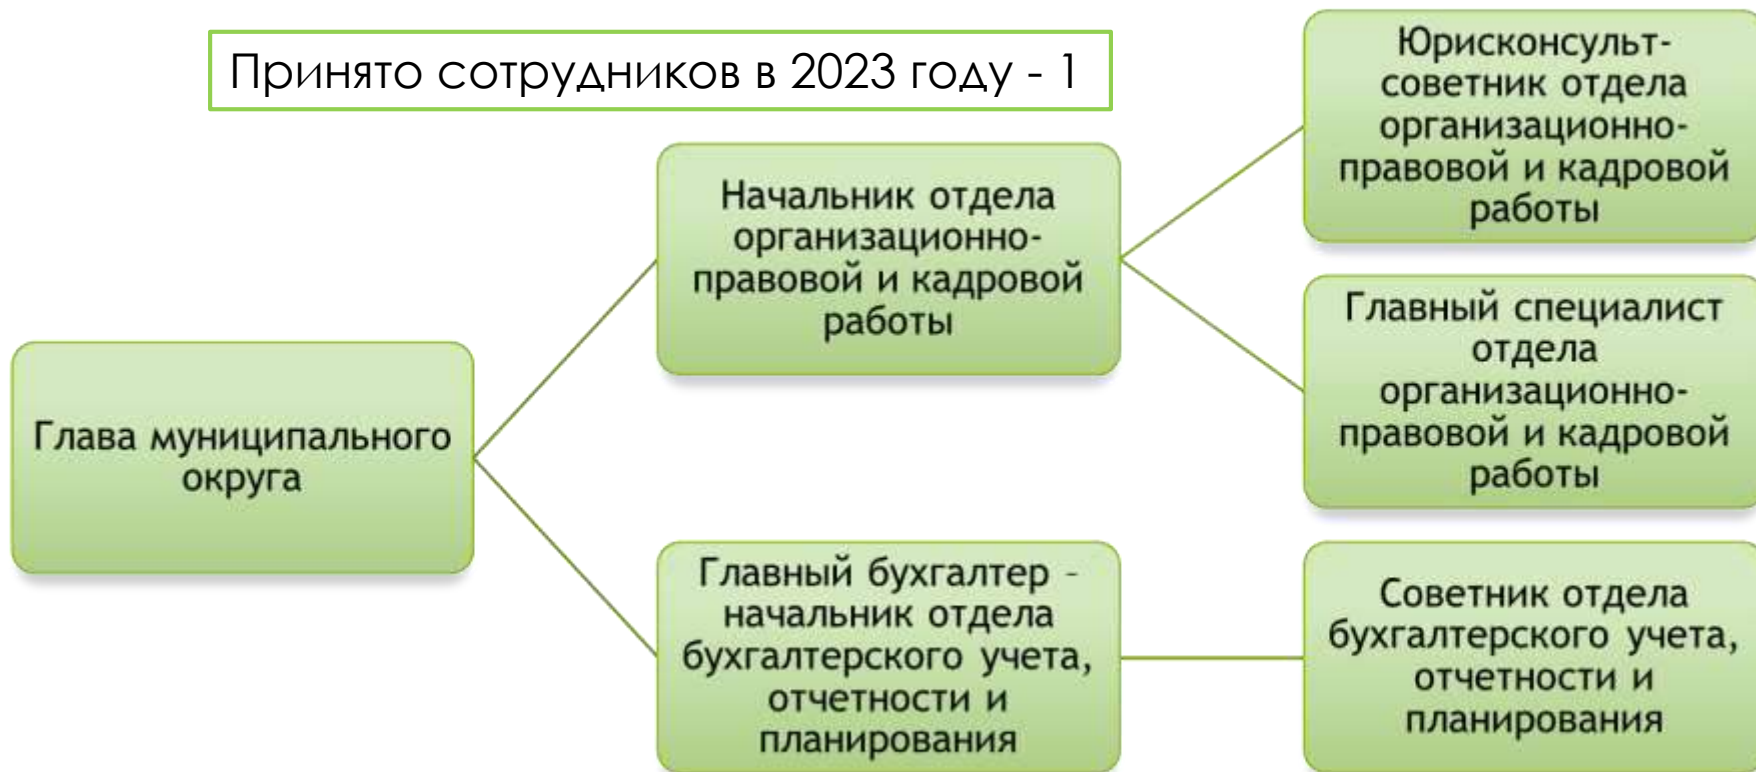 Принято сотрудников в 2023 году - 1
Глава муниципального
округа
Начальник отдела
организационно-
правовой и кадровой
работы
Юрисконсульт-
советник отдела
организационно-
правовой и кадровой
работы
Главный специалист
отдела
организационно-
правовой и кадровой
работы
Главный бухгалтер –
начальник отдела
бухгалтерского учета,
отчетности и
планирования
Советник отдела
бухгалтерского учета,
отчетности и
планирования